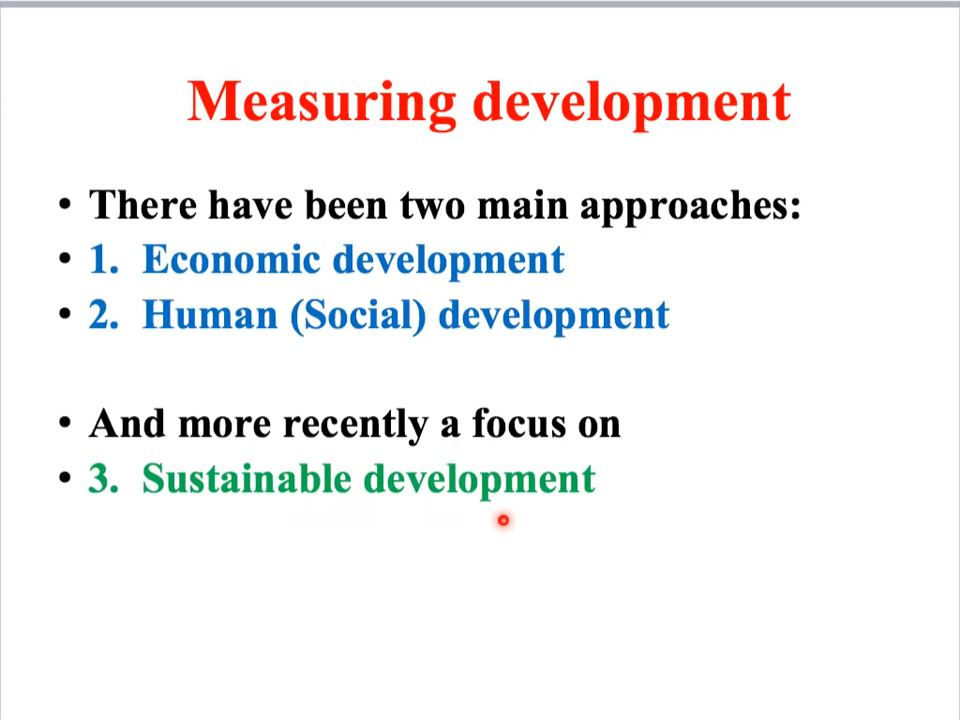 Measuring development
• There have been two main approaches:
• 1. Economic development
• 2. Human (Social) development
• And more recently a focus on
• 3. Sustainable development